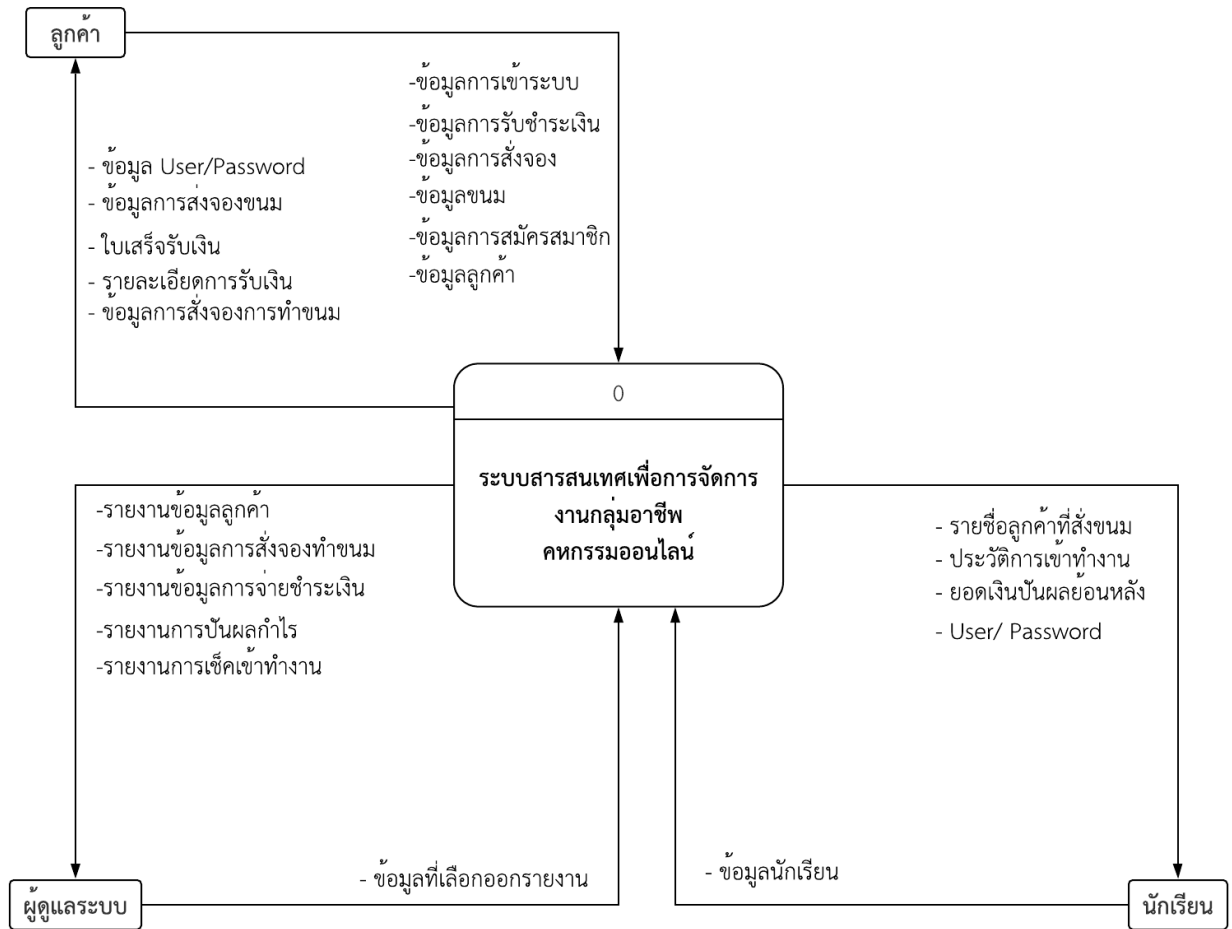 ลูกค้า
-ข้อมูลการเข้าระบบ
-ข้อมูลการรับชำระเงิน
-ข้อมูลการสั่งจอง
-ข้อมูลขนม
-ข้อมูลการสมัครสมาชิก
-ข้อมูลลูกค้า
- ข้อมูล User/Password
- ข้อมูลการส่งจองขนม
- ใบเสร็จรับเงิน
- รายละเอียดการรับเงิน
- ข้อมูลการสั่งจองการทำขนม
0
ระบบสารสนเทศเพื่อการจัดการ
งานกลุ่มอาชีพ
คหกรรมออนไลน์
-รายงานข้อมูลลูกค้า
-รายงานข้อมูลการสั่งจองทำขนม
-รายงานข้อมูลการจ่ายชำระเงิน
-รายงานการปันผลกำไร
-รายงานการเช็คเข้าทำงาน
- รายชื่อลูกค้าที่สั่งขนม
- ประวัติการเข้าทำงาน
- ยอดเงินปันผลย้อนหลัง
- User/ Password
- ข้อมูลที่เลือกออกรายงาน
- ข้อมูลนักเรียน
ผู้ดูแลระบบ
นักเรียน